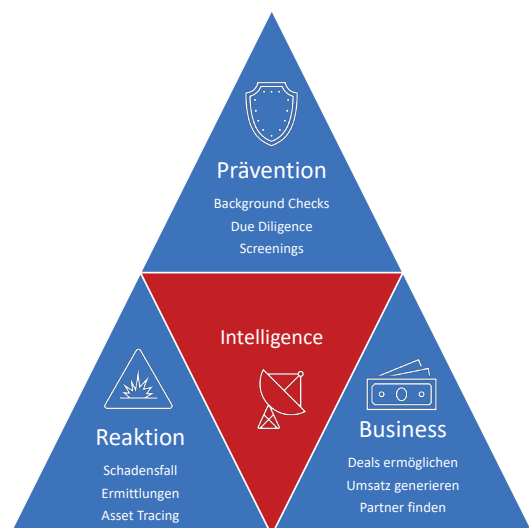 Prävention
Background Checks
Due Diligence
Screenings
Intelligence
Reaktion
Schadensfall
Ermittlungen
Asset Tracing
Business
Deals ermöglichen
Umsatz generieren
Partner finden